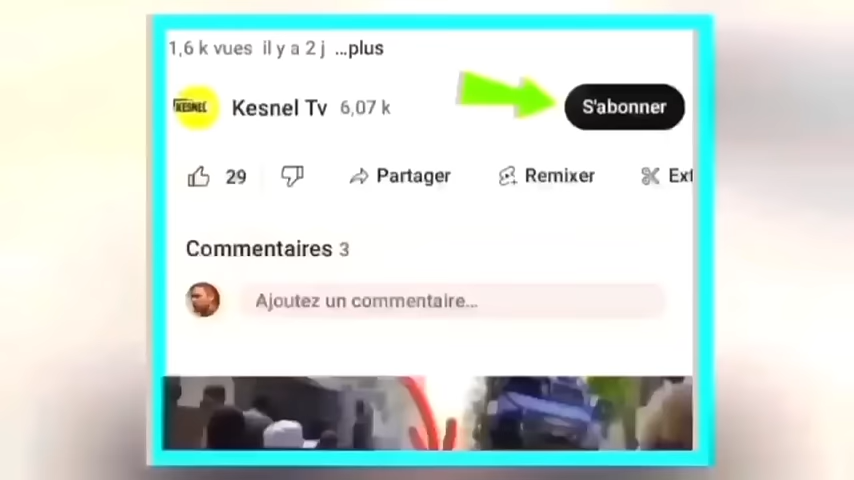 1,6 k vues il y a 2 j ...plus
KESNEL Kesnel Tv 6,07 k S'abonner
29 Partager Remixer Ext
Commentaires 3
Ajoutez un commentaire...